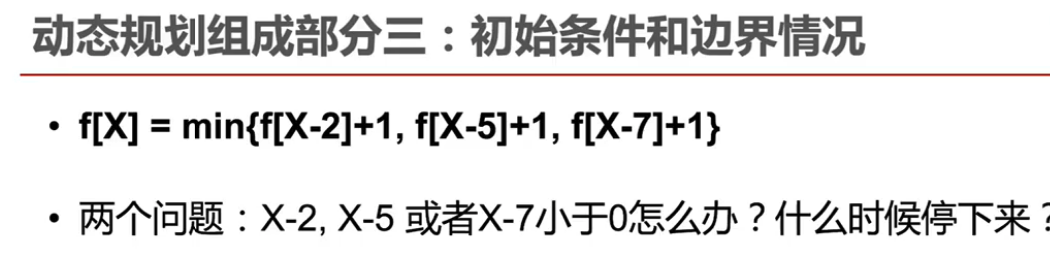 动态规划组成部分三：初始条件和边界情况
• f[X] = min{f[X-2]+1, f[X-5]+1, f[X-7]+1}
• 两个问题：X-2, X-5 或者X-7小于0怎么办？什么时候停下来？